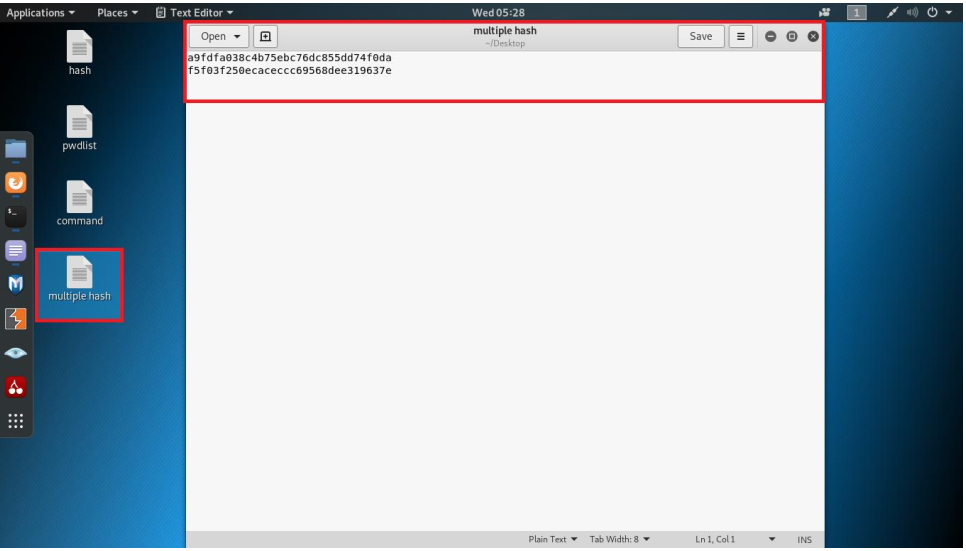 Applications Places Text Editor Wed 05:28 1
Open multiple hash Save
~/Desktop
a9fdfa038c4b75ebc76dc855dd74f0da
f5f03f250ecaceccc69568dee319637e
hash
pwdlist
command
multiple hash
Plain Text Tab Width: 8 Ln 1, Col 1 INS